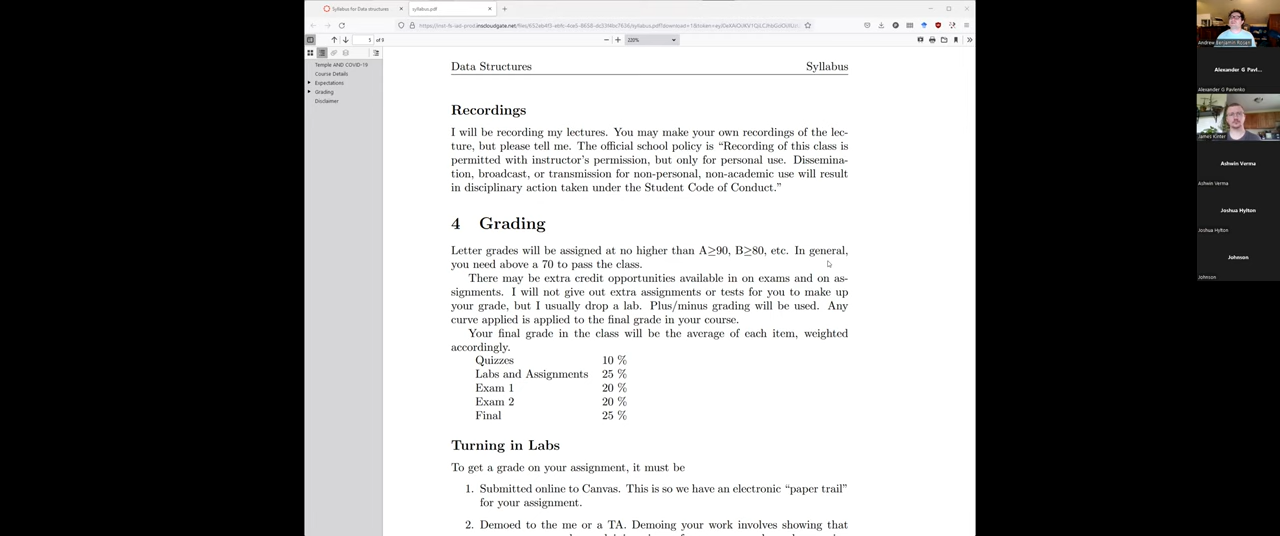 Syllabus for Data structures
syllabus.pdf
5 of 9
220%
Temple AND COVID-19
Course Details
Expectations
Grading
Disclaimer
Data Structures Syllabus
Recordings
I will be recording my lectures. You may make your own recordings of the lec-
ture, but please tell me. The official school policy is “Recording of this class is
permitted with instructor’s permission, but only for personal use. Dissemina-
tion, broadcast, or transmission for non-personal, non-academic use will result
in disciplinary action taken under the Student Code of Conduct.”
4 Grading
Letter grades will be assigned at no higher than A≥90, B≥80, etc. In general,
you need above a 70 to pass the class.
There may be extra credit opportunities available in on exams and on as-
signments. I will not give out extra assignments or tests for you to make up
your grade, but I usually drop a lab. Plus/minus grading will be used. Any
curve applied is applied to the final grade in your course.
Your final grade in the class will be the average of each item, weighted
accordingly.
Quizzes 10 %
Labs and Assignments 25 %
Exam 1 20 %
Exam 2 20 %
Final 25 %
Turning in Labs
To get a grade on your assignment, it must be
1. Submitted online to Canvas. This is so we have an electronic “paper trail”
for your assignment.
2. Demoed to the me or a TA. Demoing your work involves showing that
Andrew Benjamin Rosen
Alexander G Pavl...
Alexander G Pavlenko
James Kinter
Ashwin Verma
Ashwin Verma
Joshua Hylton
Joshua Hylton
Johnson
Johnson